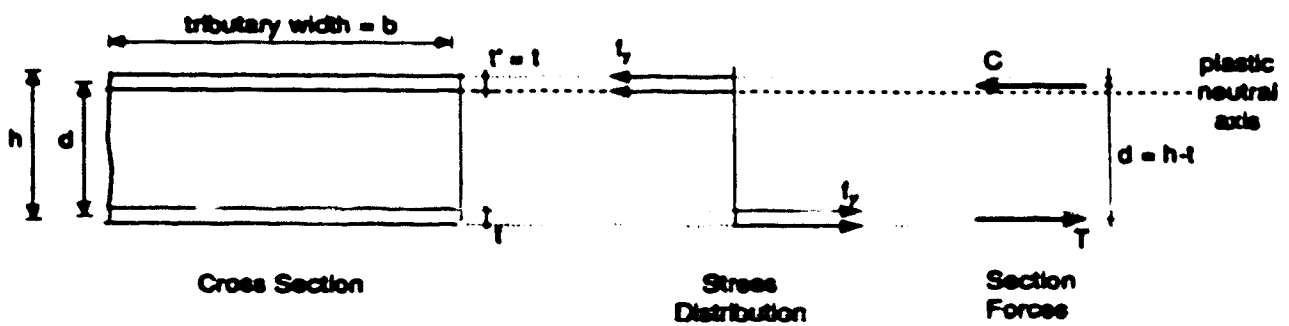 tributary width = b
t' = t
f_y
C
plastic
neutral
axis
h
d
d = h-t
f_y
t
T
Cross Section
Stress
Distribution
Section
Forces